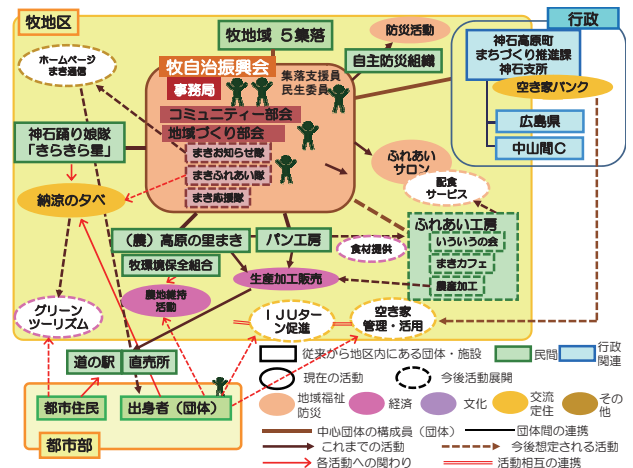 牧地区
行政
牧地域 5集落
防災活動
神石高原町
まちづくり推進課
神石支所
ホームページ
まき通信
自主防災組織
牧自治振興会
事務局
集落支援員
民生委員
空き家バンク
コミュニティー部会
広島県
神石踊り娘隊
「きらきら星」
地域づくり部会
中山間C
まきお知らせ隊
ふれあい
サロン
まきふれあい隊
配食
サービス
納涼の夕べ
まき応援隊
ふれあい工房
(農)高原の里まき
パン工房
いういうの会
食材提供
まきカフェ
牧環境保全組合
生産加工販売
農産加工
農地維持
活動
グリーン
ツーリズム
IJUター
ン促進
空き家
管理・活用
道の駅
直売所
従来から地区内にある団体・施設
民間
行政
関連
現在の活動
今後活動展開
都市住民
出身者(団体)
地域福祉
防災
経済
文化
交流
定住
その
他
都市部
中心団体の構成員(団体)
団体間の連携
これまでの活動
今後想定される活動
各活動への関わり
活動相互の連携